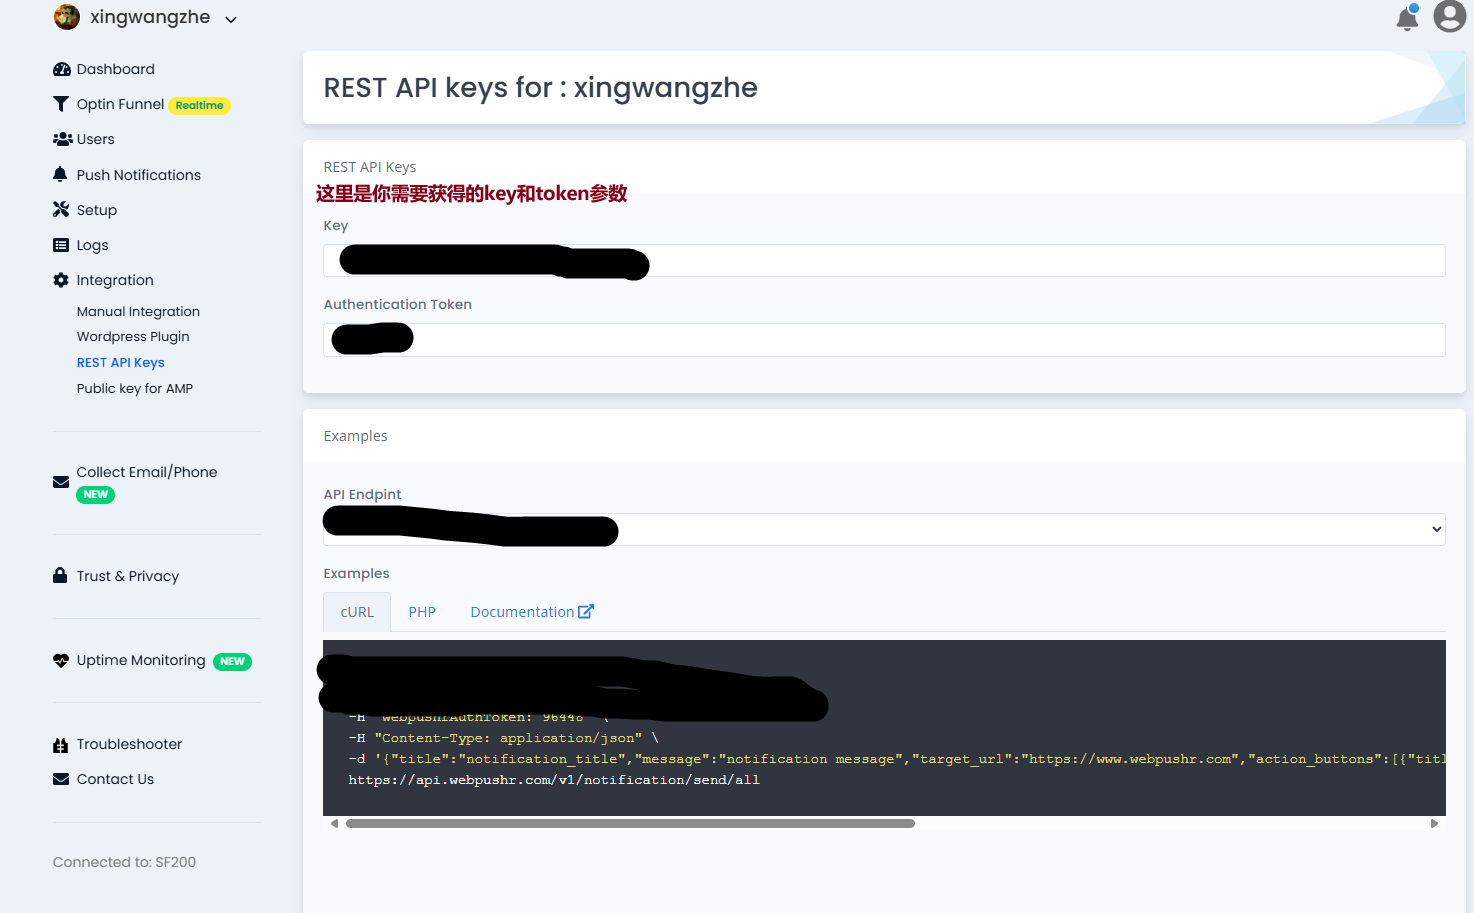 xingwangzhe
Dashboard
Optin Funnel Realtime
Users
Push Notifications
Setup
Logs
Integration
Manual Integration
Wordpress Plugin
REST API Keys
Public key for AMP
Collect Email/Phone
NEW
Trust & Privacy
Uptime Monitoring NEW
Troubleshooter
Contact Us
Connected to: SF200
REST API keys for : xingwangzhe
REST API Keys
这里是你需要获得的key和token参数
Key
Authentication Token
Examples
API Endpint
Examples
cURL PHP Documentation
-H "webpushrAuthToken: \
-H "Content-Type: application/json" \
-d '{"title":"notification_title","message":"notification message","target_url":"https://www.webpushr.com","action_buttons":[{"titl
https://api.webpushr.com/v1/notification/send/all